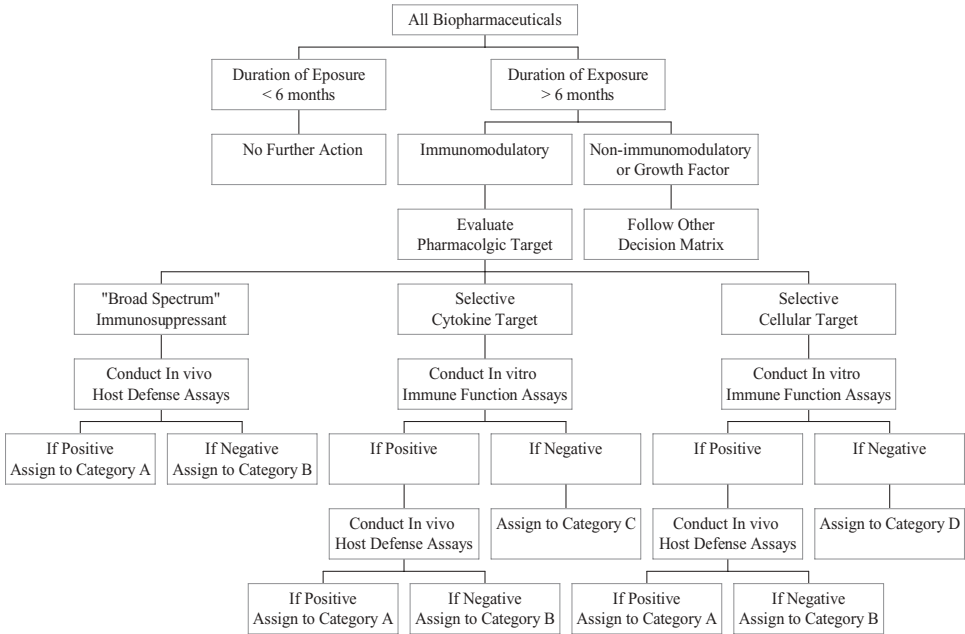 All Biopharmaceuticals
Duration of Eposure
< 6 months
Duration of Exposure
> 6 months
No Further Action
Immunomodulatory
Non-immunomodulatory
or Growth Factor
Evaluate
Pharmacolgic Target
Follow Other
Decision Matrix
"Broad Spectrum"
Immunosuppressant
Selective
Cytokine Target
Selective
Cellular Target
Conduct In vivo
Host Defense Assays
Conduct In vitro
Immune Function Assays
Conduct In vitro
Immune Function Assays
If Positive
Assign to Category A
If Negative
Assign to Category B
If Positive
If Negative
If Positive
If Negative
Conduct In vivo
Host Defense Assays
Assign to Category C
Conduct In vivo
Host Defense Assays
Assign to Category D
If Positive
Assign to Category A
If Negative
Assign to Category B
If Positive
Assign to Category A
If Negative
Assign to Category B